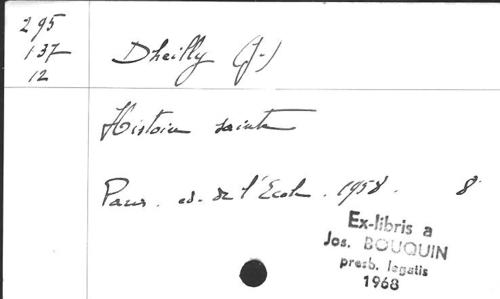 295
137
12
Dheilly (J.)
Histoire sainte
Paris. ed. de l'Ecole. 1958. 8°
Ex-libris a
Jos. BOUQUIN
presb. legatis
1968